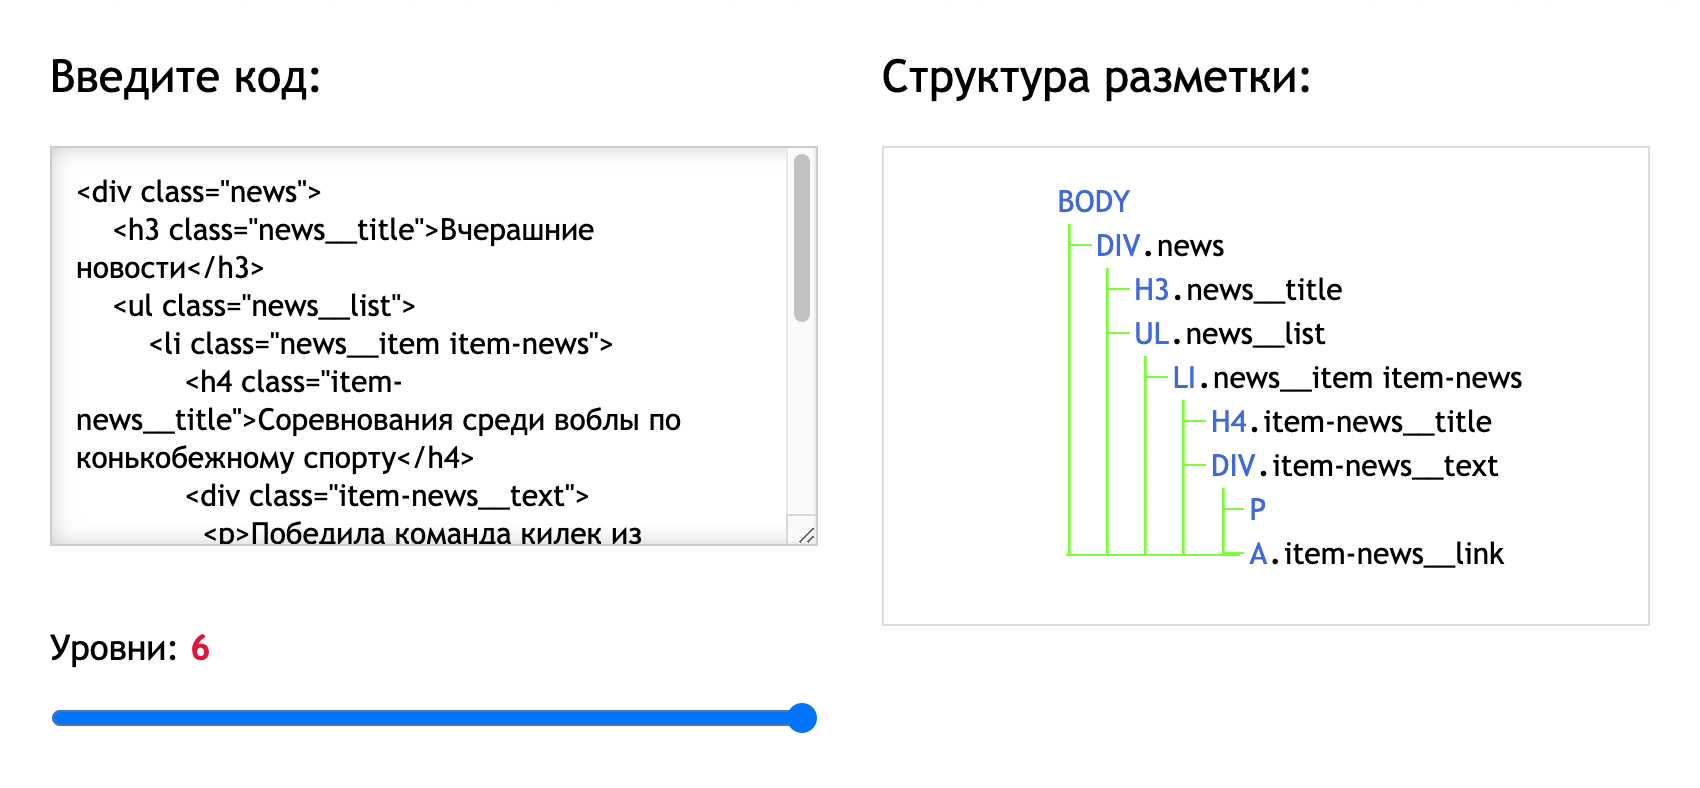 Введите код:
<div class="news">
<h3 class="news__title">Вчерашние
новости</h3>
<ul class="news__list">
<li class="news__item item-news">
<h4 class="item-
news__title">Соревнования среди воблы по
конькобежному спорту</h4>
<div class="item-news__text">
<p>Победила команда килек из
Уровни: 6
Структура разметки:
BODY
DIV.news
H3.news__title
UL.news__list
LI.news__item item-news
H4.item-news__title
DIV.item-news__text
P
A.item-news__link